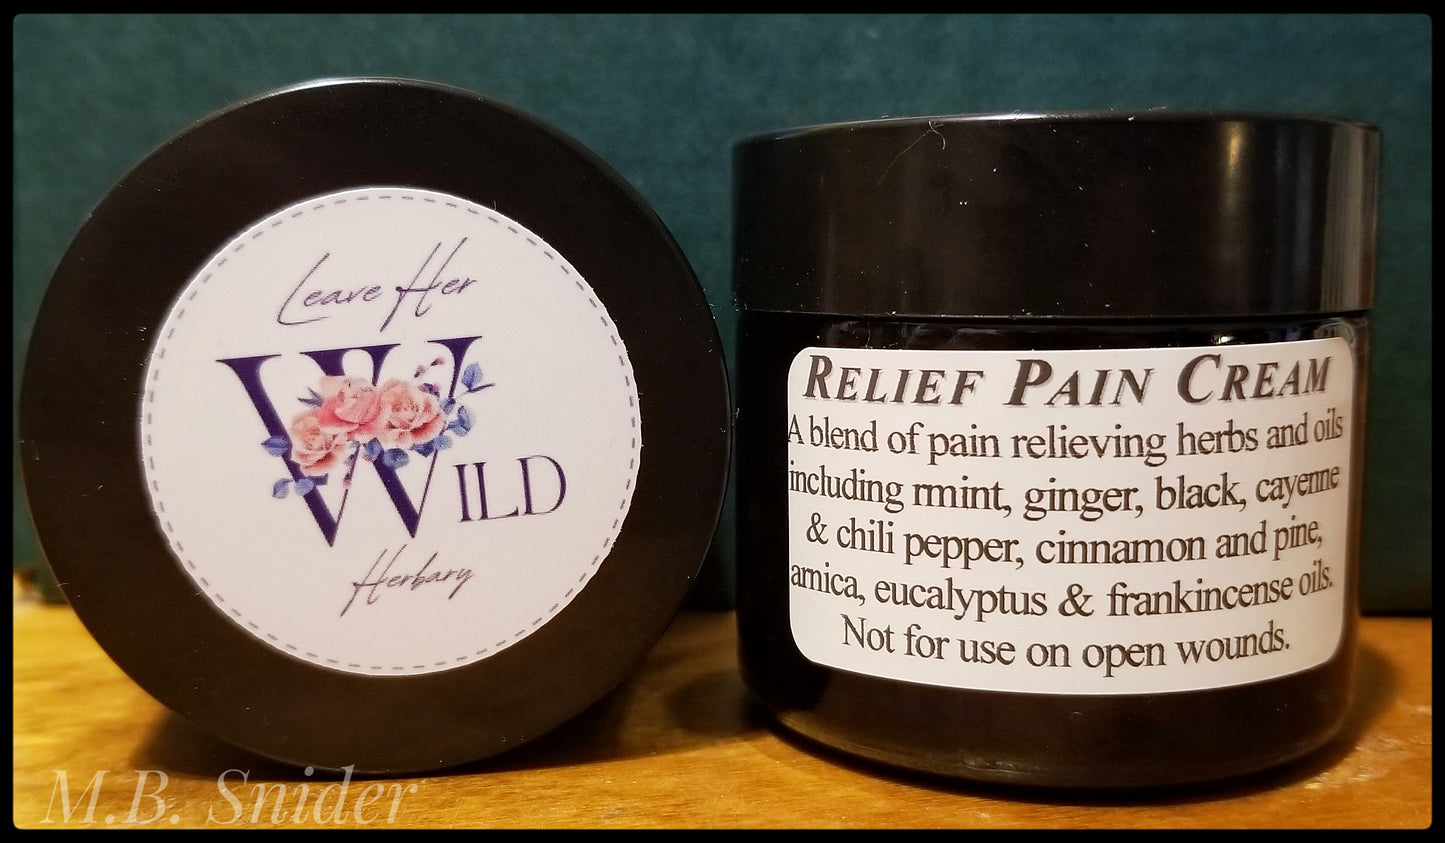 Leave Her
WILD
Herbary
RELIEF PAIN CREAM
A blend of pain relieving herbs and oils
including rmint, ginger, black, cayenne
& chili pepper, cinnamon and pine,
arnica, eucalyptus & frankincense oils.
Not for use on open wounds.
M.B. Snider